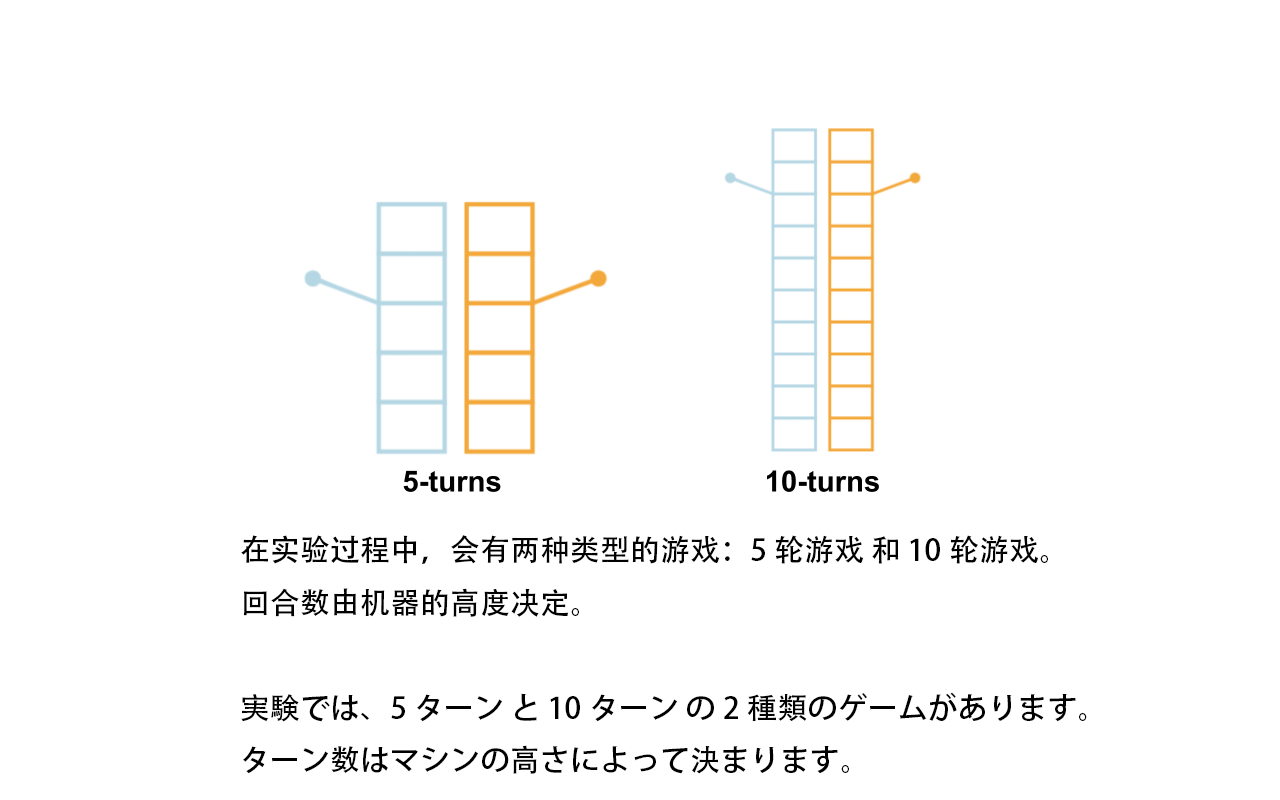 5-turns
10-turns
在实验过程中，会有两种类型的游戏：5 轮游戏 和 10 轮游戏。
回合数由机器的高度决定。
実験では、5 ターン と 10 ターン の 2 種類のゲームがあります。
ターン数はマシンの高さによって決まります。